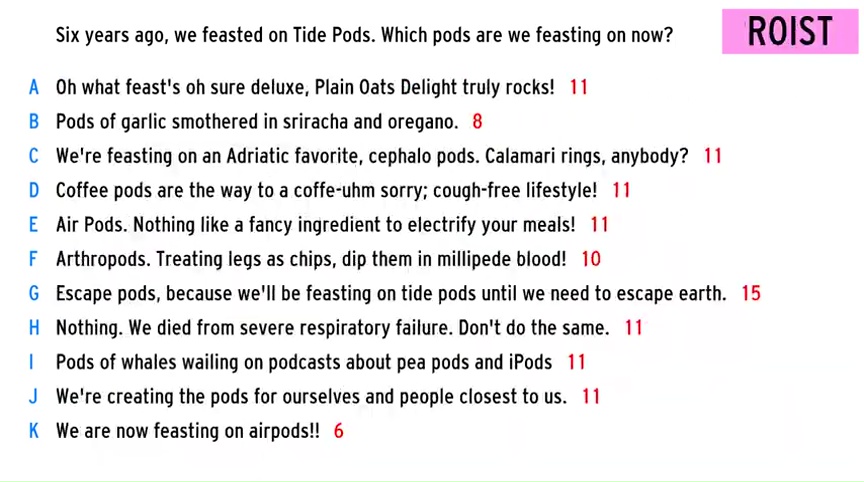 Six years ago, we feasted on Tide Pods. Which pods are we feasting on now?
ROIST
A Oh what feast's oh sure deluxe, Plain Oats Delight truly rocks! 11
B Pods of garlic smothered in sriracha and oregano. 8
C We're feasting on an Adriatic favorite, cephalo pods. Calamari rings, anybody? 11
D Coffee pods are the way to a coffe-uhm sorry; cough-free lifestyle! 11
E Air Pods. Nothing like a fancy ingredient to electrify your meals! 11
F Arthropods. Treating legs as chips, dip them in millipede blood! 10
G Escape pods, because we'll be feasting on tide pods until we need to escape earth. 15
H Nothing. We died from severe respiratory failure. Don't do the same. 11
I Pods of whales wailing on podcasts about pea pods and iPods 11
J We're creating the pods for ourselves and people closest to us. 11
K We are now feasting on airpods!! 6